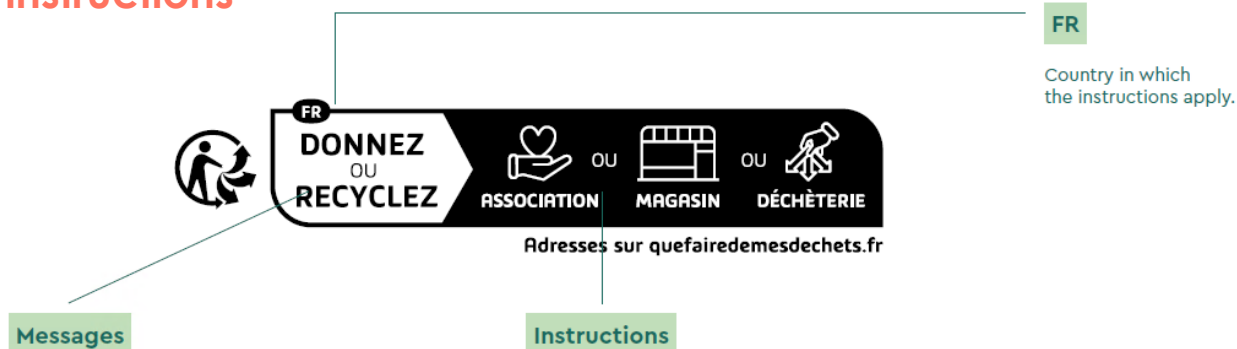 Instructions
FR
Country in which
the instructions apply.
FR
DONNEZ
OU
RECYCLEZ
ASSOCIATION
OU
MAGASIN
OU
DÉCHÈTERIE
Adresses sur quefairedemesdechets.fr
Messages
Instructions